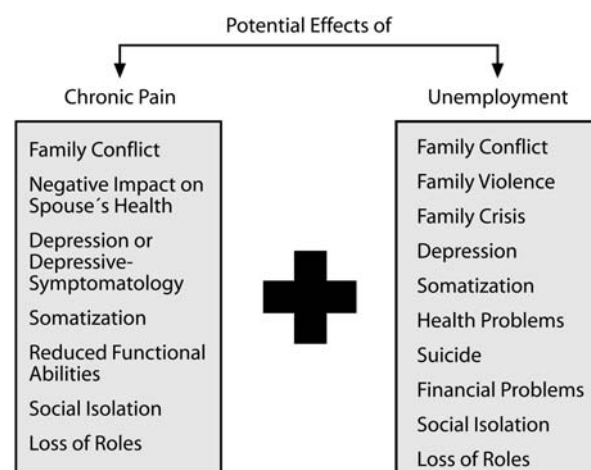 Potential Effects of
Chronic Pain
Family Conflict
Negative Impact on
Spouse´s Health
Depression or
Depressive-
Symptomatology
Somatization
Reduced Functional
Abilities
Social Isolation
Loss of Roles
Unemployment
Family Conflict
Family Violence
Family Crisis
Depression
Somatization
Health Problems
Suicide
Financial Problems
Social Isolation
Loss of Roles